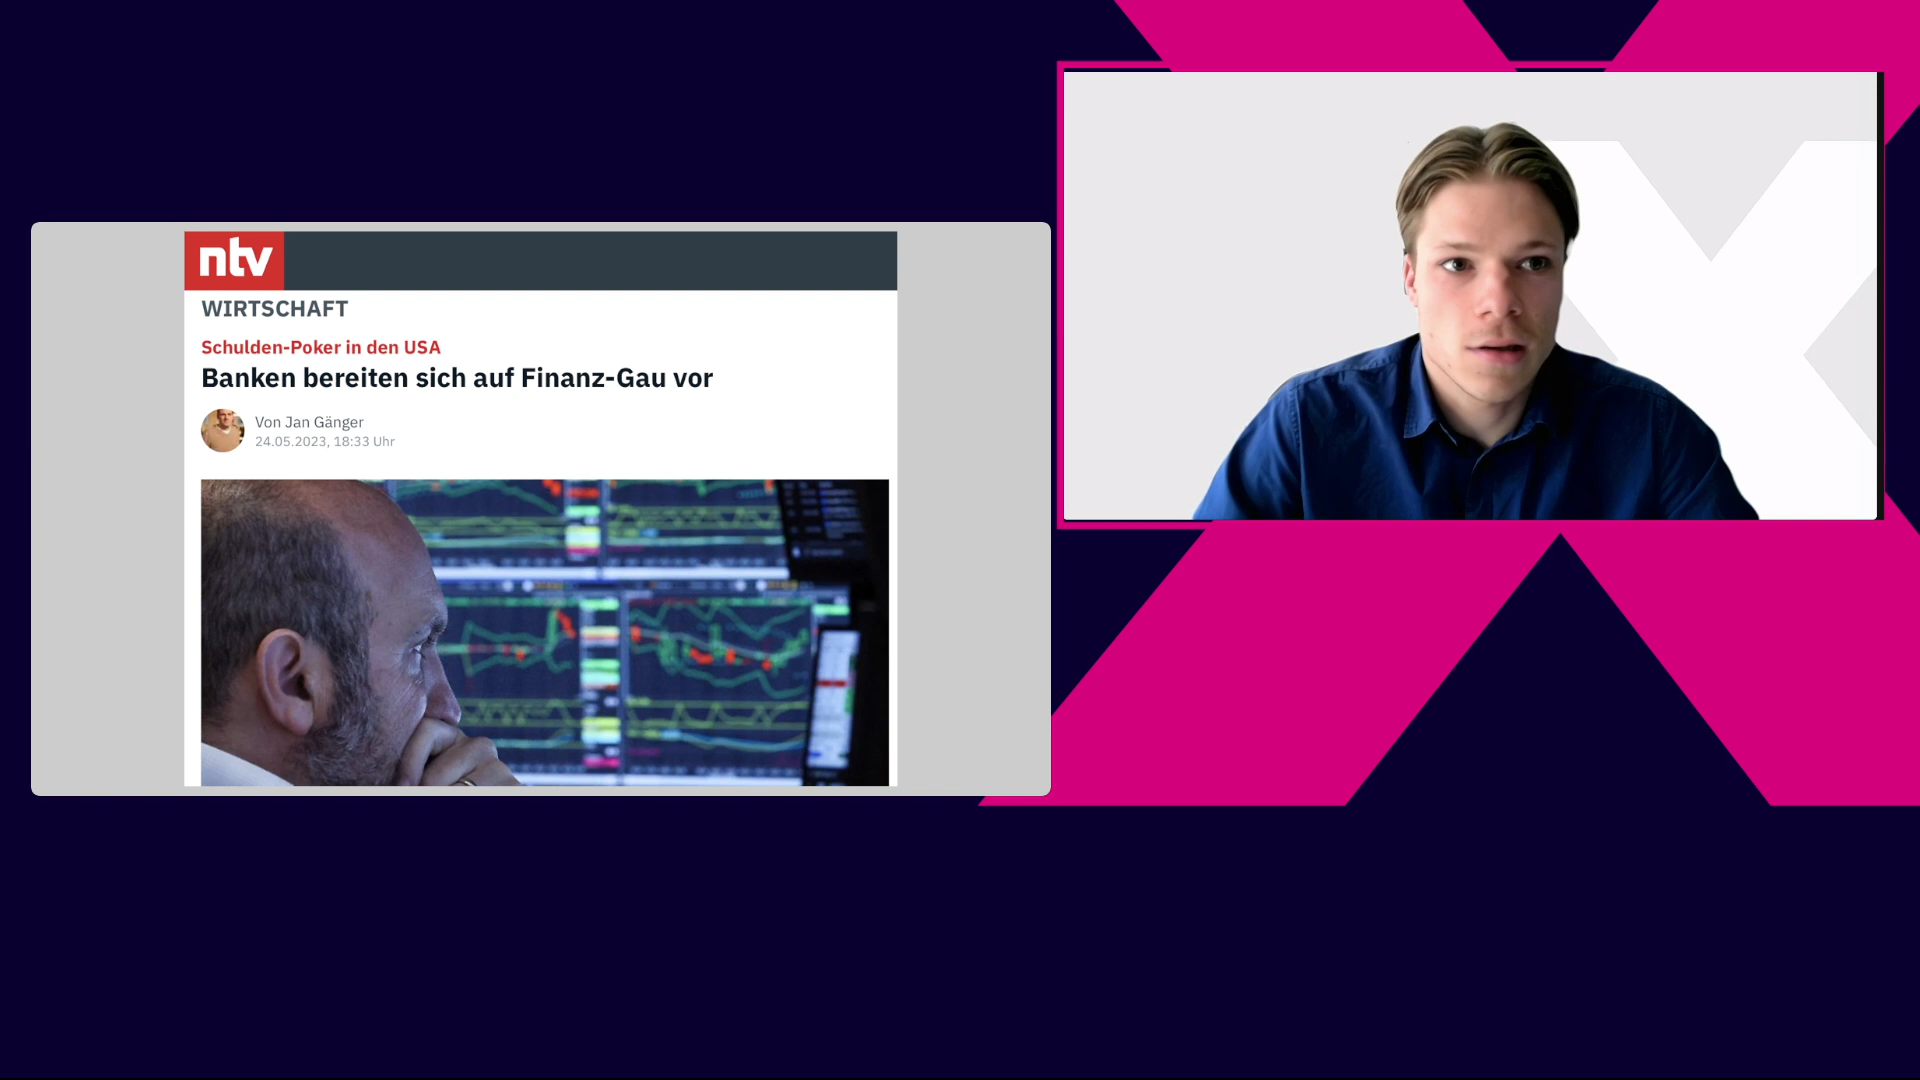 ntv
WIRTSCHAFT
Schulden-Poker in den USA
Banken bereiten sich auf Finanz-Gau vor
Von Jan Gänger
24.05.2023, 18:33 Uhr